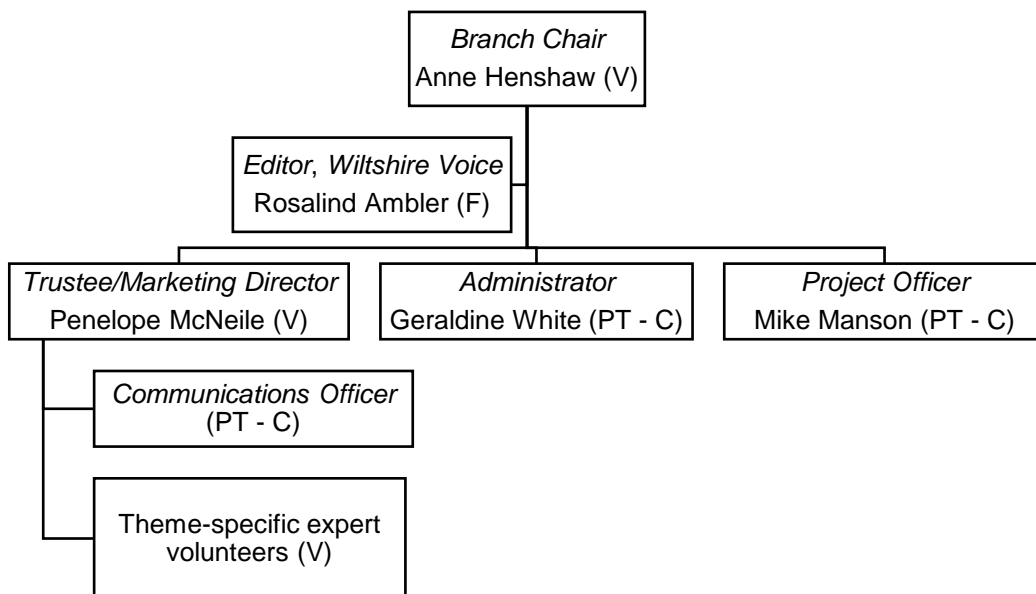 Branch Chair
Anne Henshaw (V)
Editor, Wiltshire Voice
Rosalind Ambler (F)
Trustee/Marketing Director
Penelope McNeile (V)
Administrator
Geraldine White (PT - C)
Project Officer
Mike Manson (PT - C)
Communications Officer
(PT - C)
Theme-specific expert
volunteers (V)